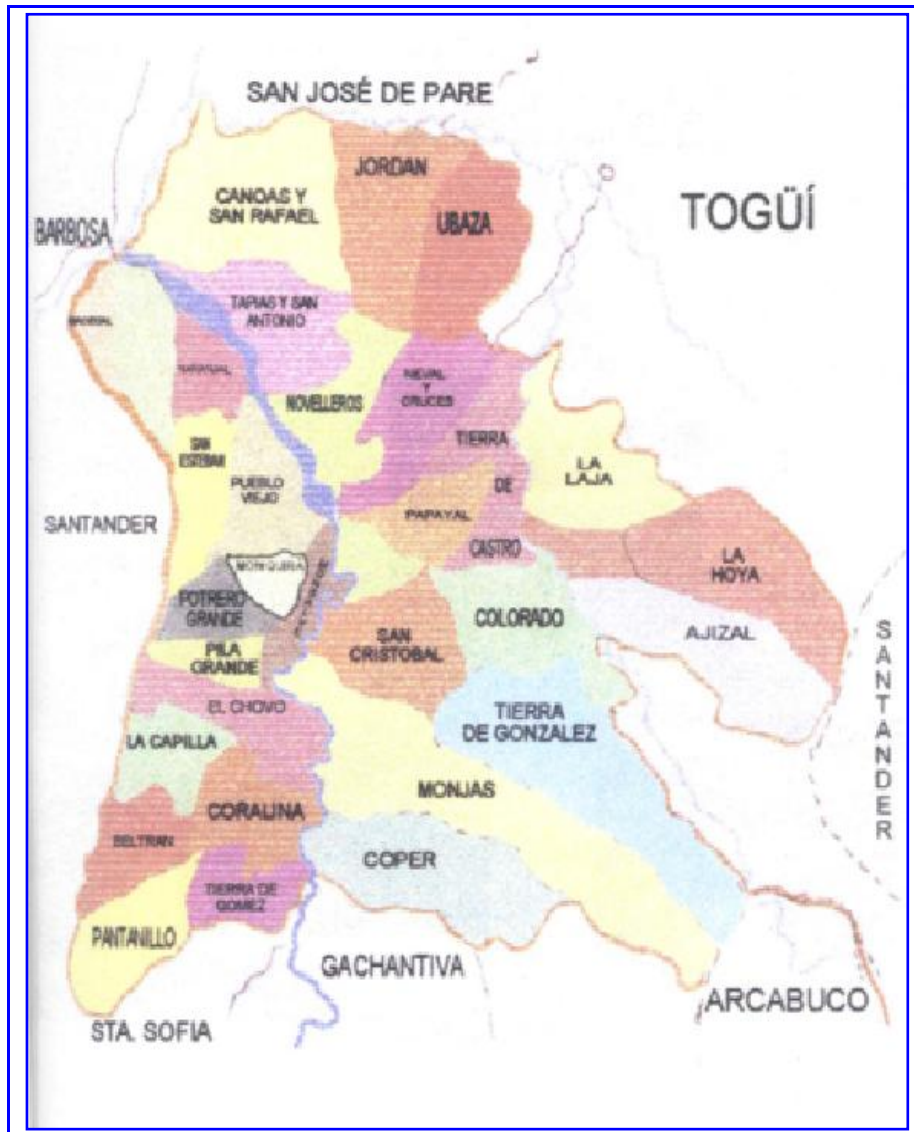 SAN JOSÉ DE PARE
JORDAN
CANOAS Y
SAN RAFAEL
UBAZA
TOGÜÍ
BARBOSA
TAPIAS Y SAN
ANTONIO
NEVAL
Y
CRUCES
NOVELLEROS
TIERRA
DE
CASTRO
SAN
ESTEBAN
LA
LAJA
PUEBLO
VIEJO
PAPAYAL
SANTANDER
MONIQUIRA
LA
HOYA
POTRERO
GRANDE
COLORADO
AJIZAL
SAN
CRISTOBAL
PILA
GRANDE
SANTANDER
EL CHOVO
TIERRA
DE GONZALEZ
LA CAPILLA
MONJAS
CORALINA
BELTRAN
COPER
TIERRA DE
GOMEZ
PANTANILLO
GACHANTIVA
ARCABUCO
STA. SOFIA